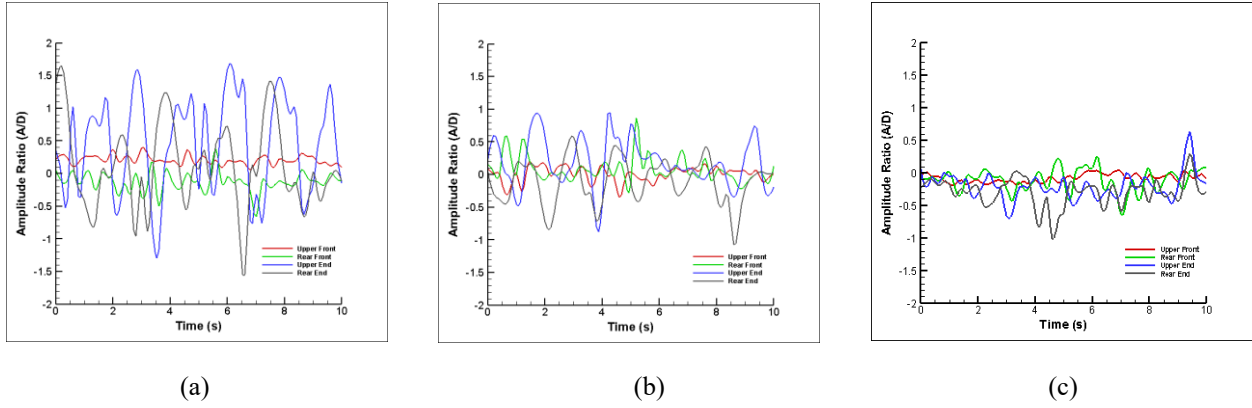 2
1.5
1
0.5
0
-0.5
-1
-1.5
-2
Amplitude Ratio (A/D)
Upper Front
Rear Front
Upper End
Rear End
0 2 4 6 8 10
Time (s)
(a)
2
1.5
1
0.5
0
-0.5
-1
-1.5
-2
Amplitude Ratio (A/D)
Upper Front
Rear Front
Upper End
Rear End
0 2 4 6 8 10
Time (s)
(b)
2
1.5
1
0.5
0
-0.5
-1
-1.5
-2
Amplitude Ratio (A/D)
Upper Front
Rear Front
Upper End
Rear End
0 2 4 6 8 10
Time (s)
(c)